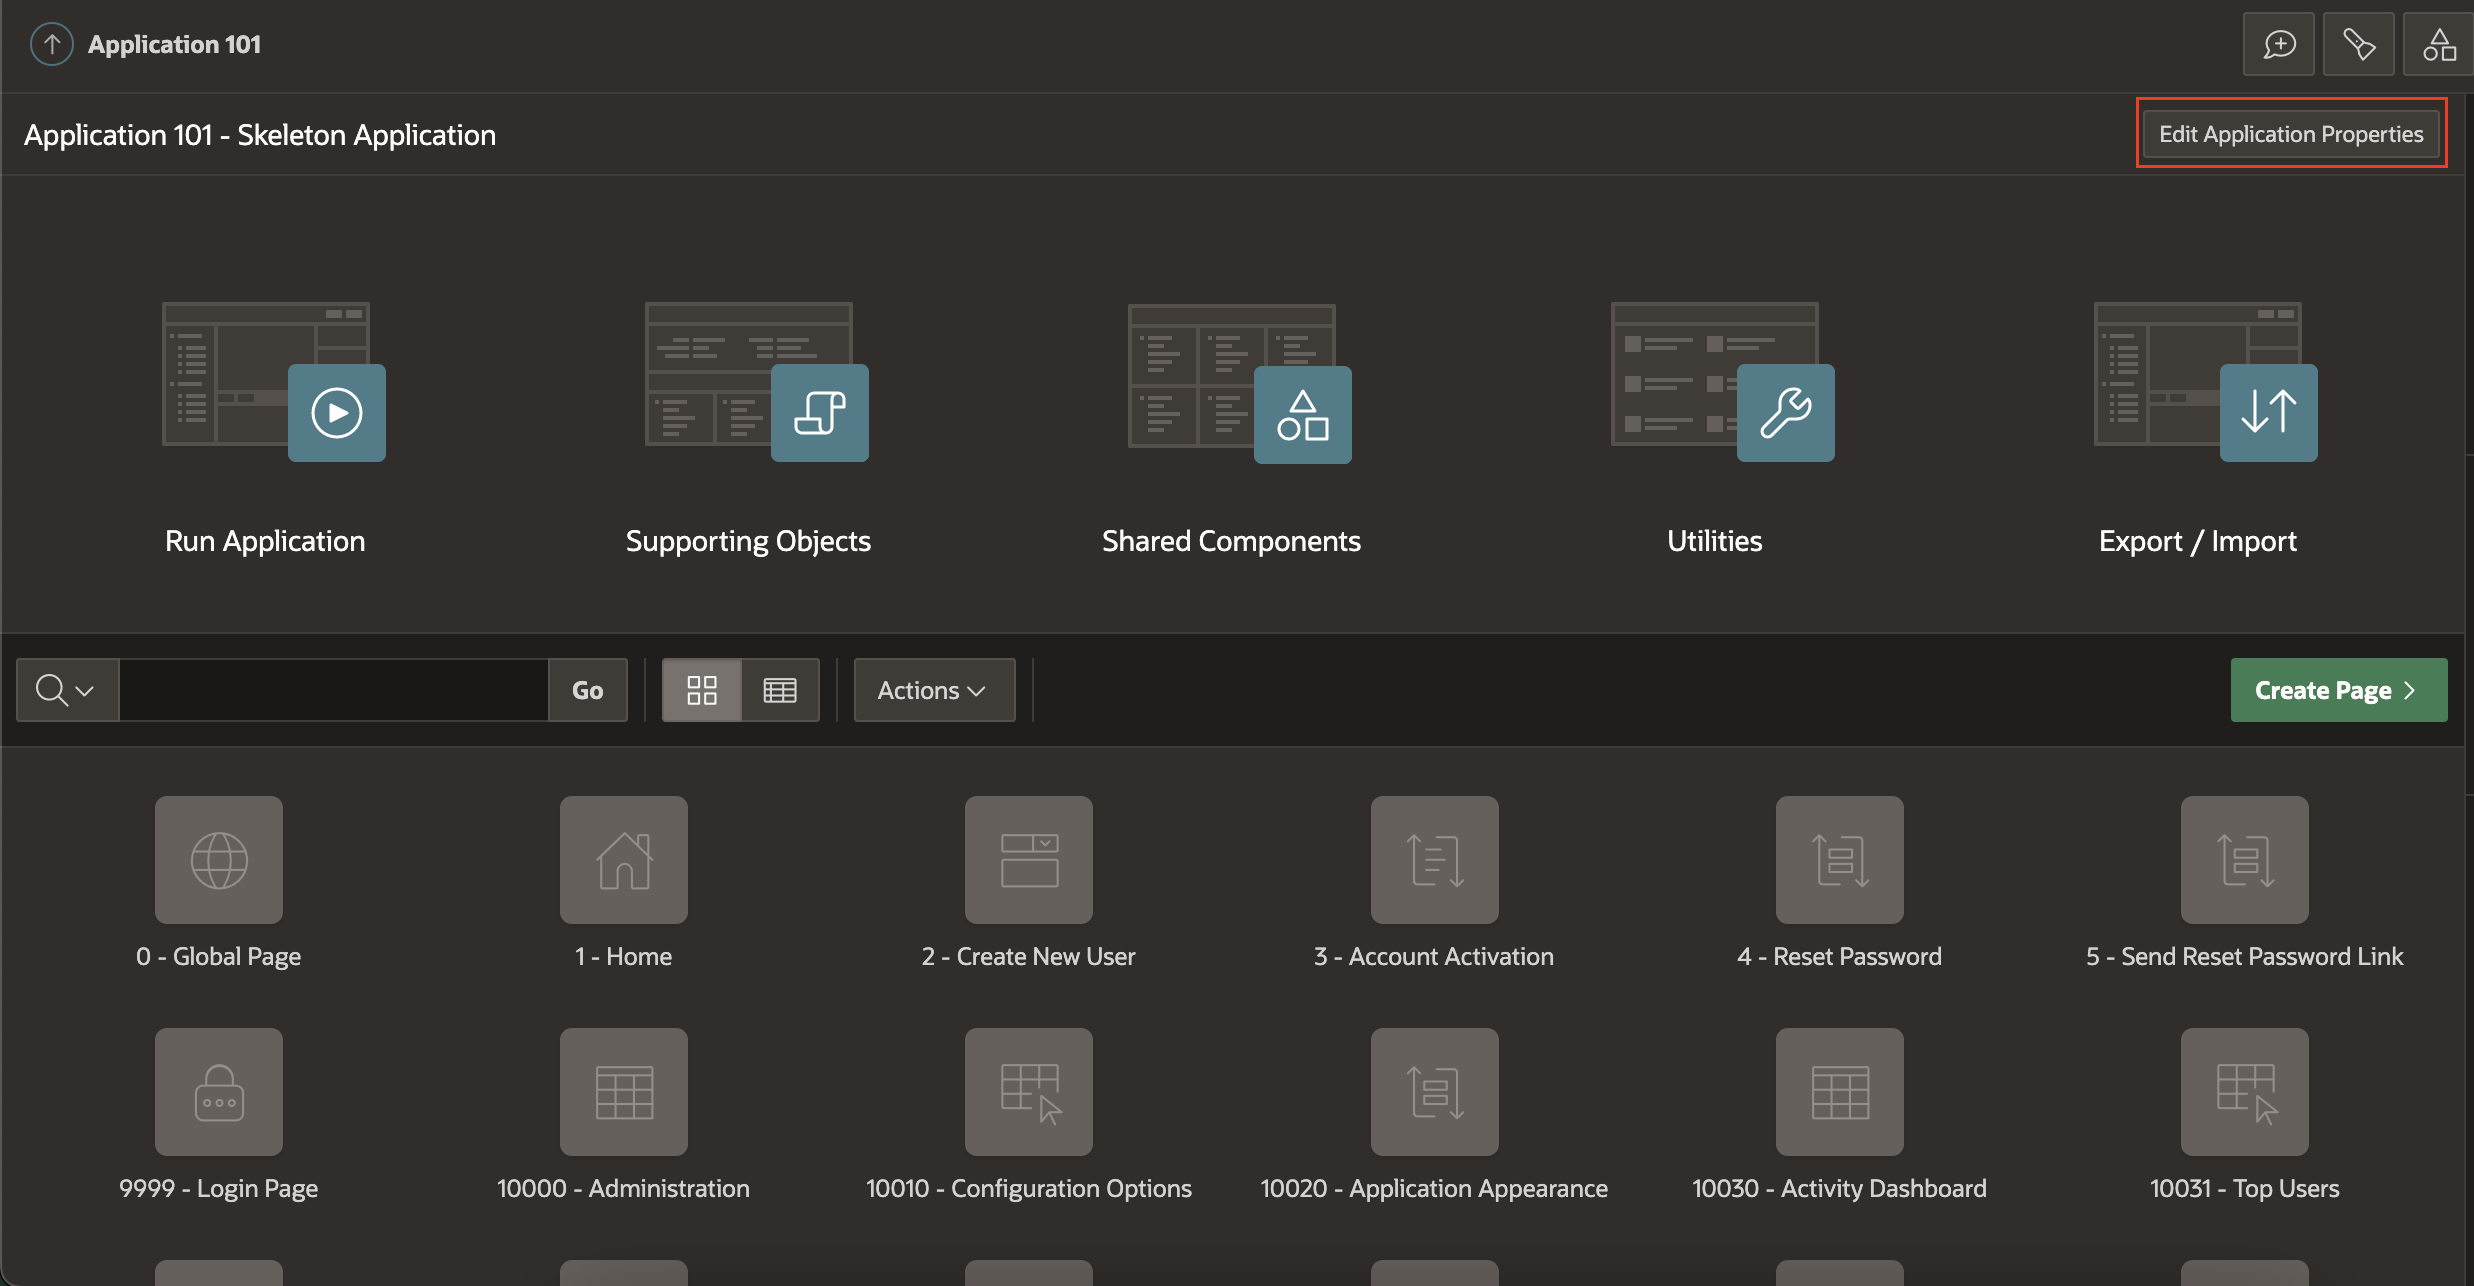 Application 101
Application 101 - Skeleton Application
Edit Application Properties
Run Application
Supporting Objects
Shared Components
Utilities
Export / Import
Go
Actions
Create Page
0 - Global Page
1 - Home
2 - Create New User
3 - Account Activation
4 - Reset Password
5 - Send Reset Password Link
9999 - Login Page
10000 - Administration
10010 - Configuration Options
10020 - Application Appearance
10030 - Activity Dashboard
10031 - Top Users